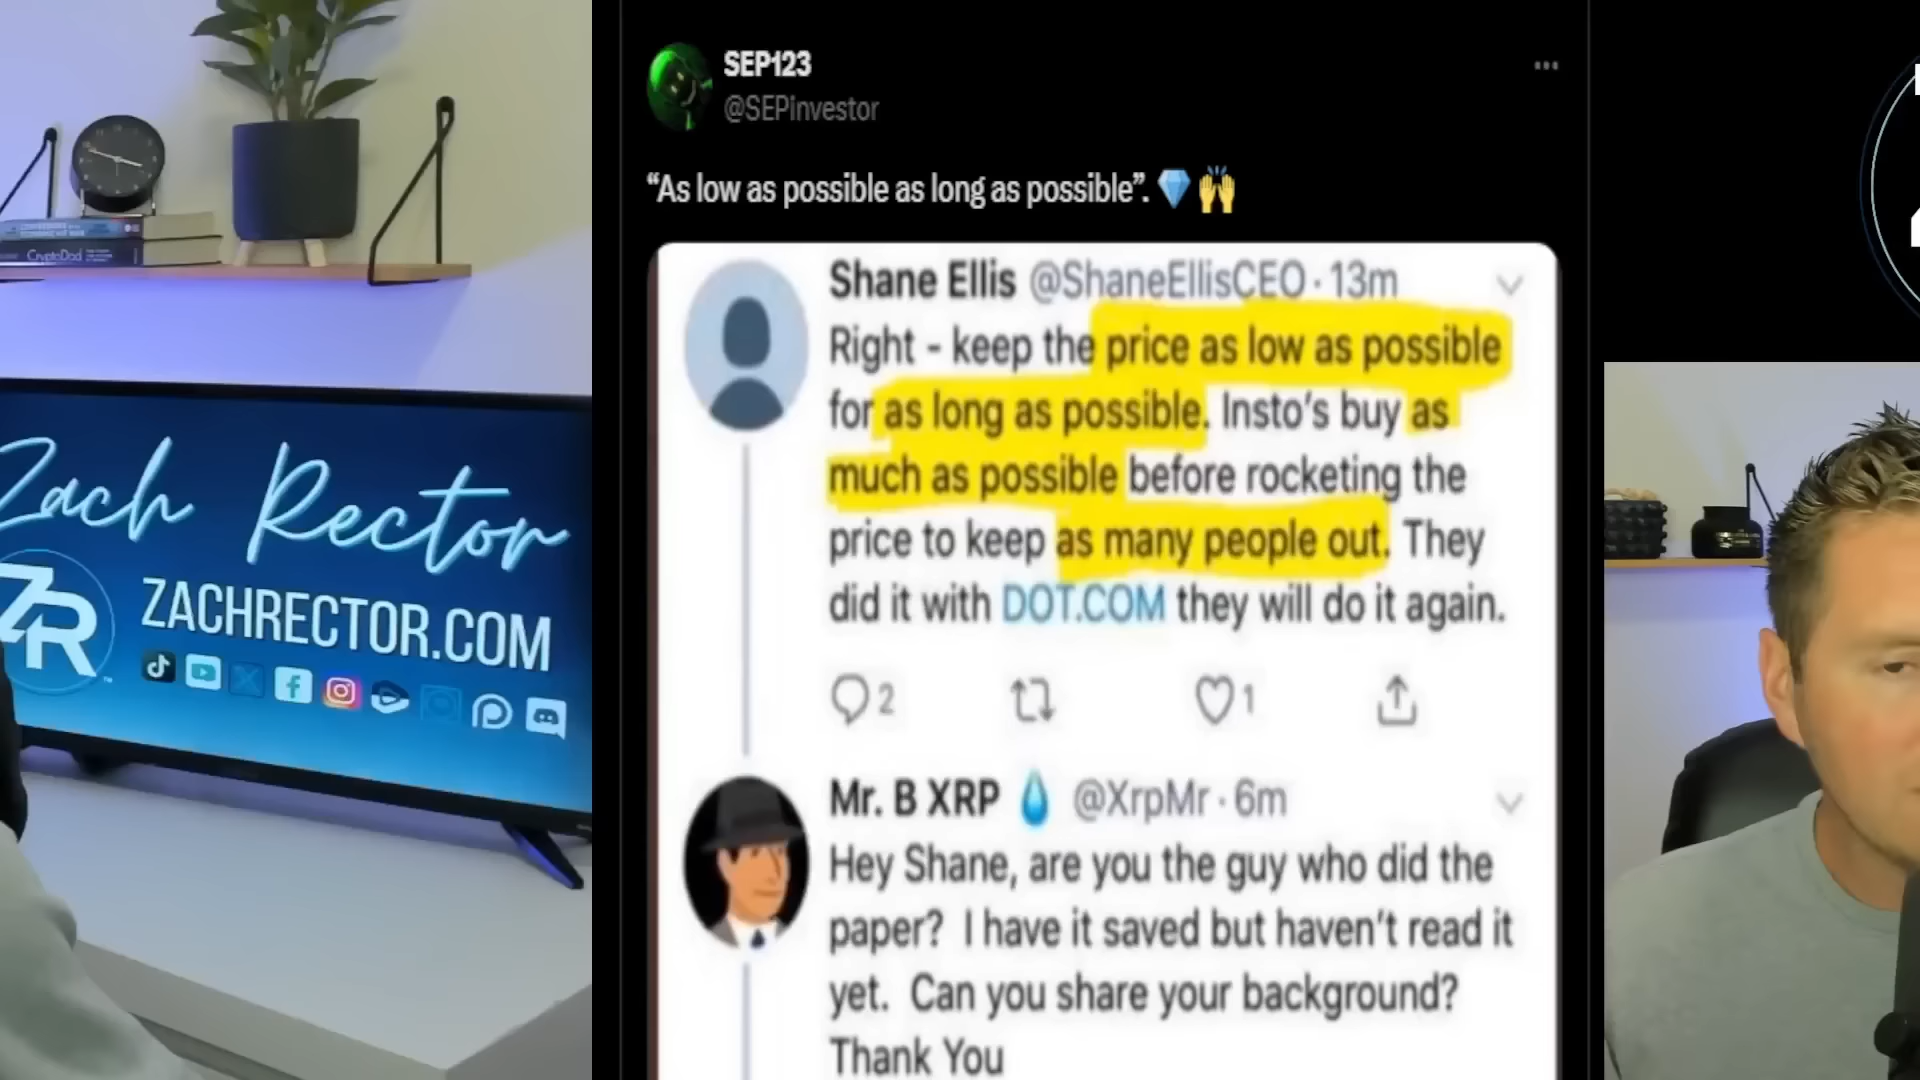 CryptoDad
Zach Rector
ZR
ZACHRECTOR.COM
SEP123
@SEPinvestor
“As low as possible as long as possible”. 💎🙌
Shane Ellis @ShaneEllisCEO · 13m
Right - keep the price as low as possible
for as long as possible. Insto’s buy as
much as possible before rocketing the
price to keep as many people out. They
did it with DOT.COM they will do it again.
2 1
Mr. B XRP 💧 @XrpMr · 6m
Hey Shane, are you the guy who did the
paper? I have it saved but haven’t read it
yet. Can you share your background?
Thank You